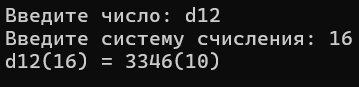 Введите число: d12
Введите систему счисления: 16
d12(16) = 3346(10)